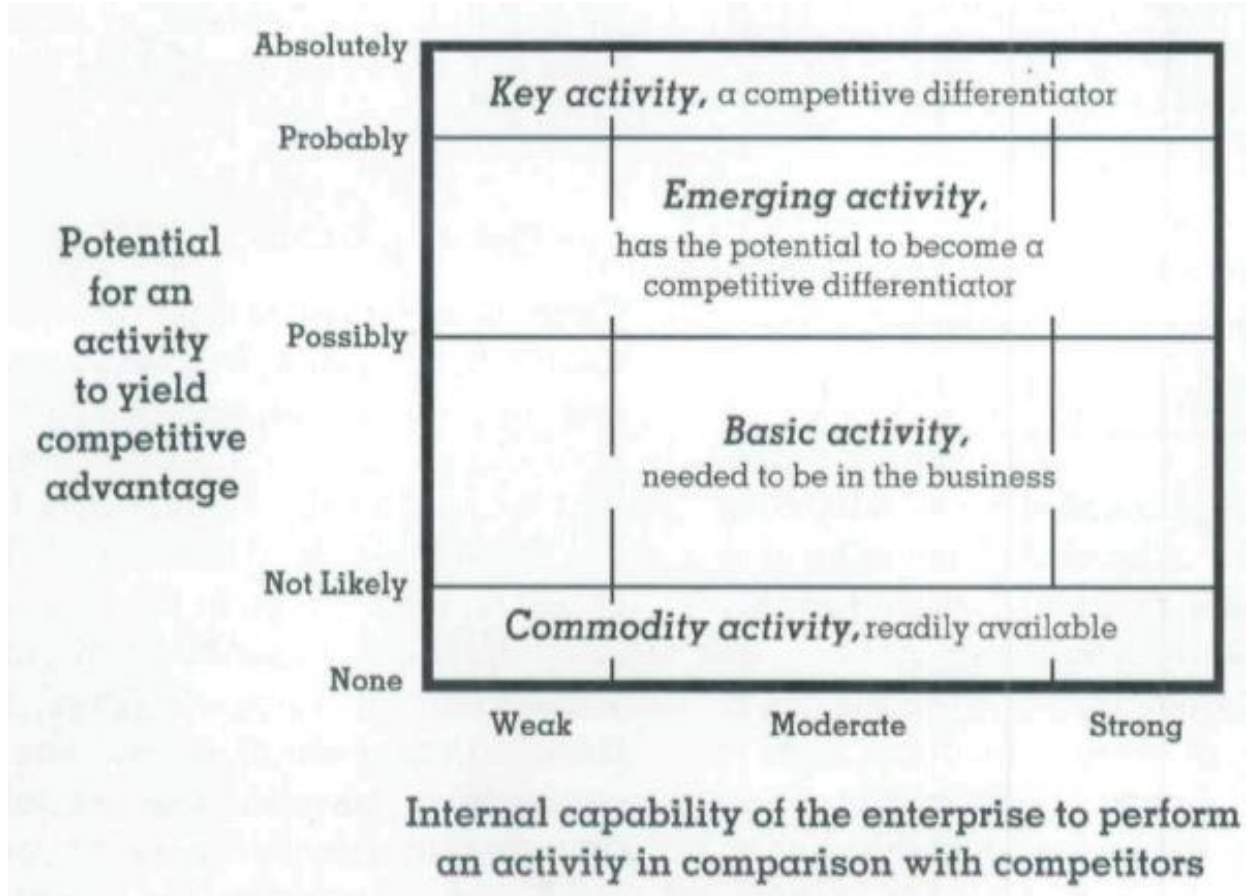 Absolutely
Key activity, a competitive differentiator
Probably
Emerging activity,
has the potential to become a
competitive differentiator
Potential
for an
activity
to yield
competitive
advantage
Possibly
Basic activity,
needed to be in the business
Not Likely
Commodity activity, readily available
None
Weak Moderate Strong
Internal capability of the enterprise to perform
an activity in comparison with competitors